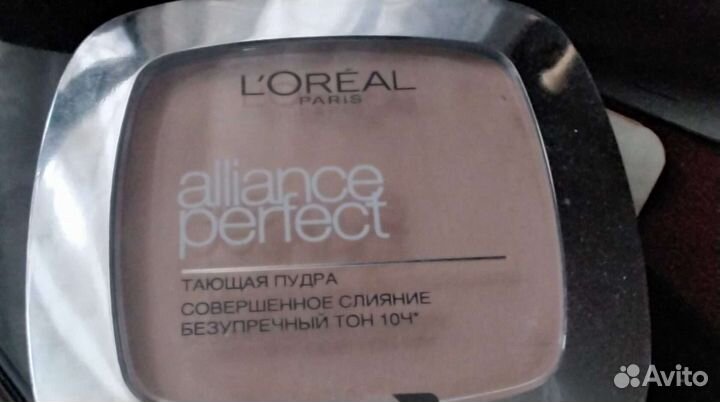 L'ORÉAL
PARIS
alliance
perfect
ТАЮЩАЯ ПУДРА
СОВЕРШЕННОЕ СЛИЯНИЕ
БЕЗУПРЕЧНЫЙ ТОН 10Ч*
Avito